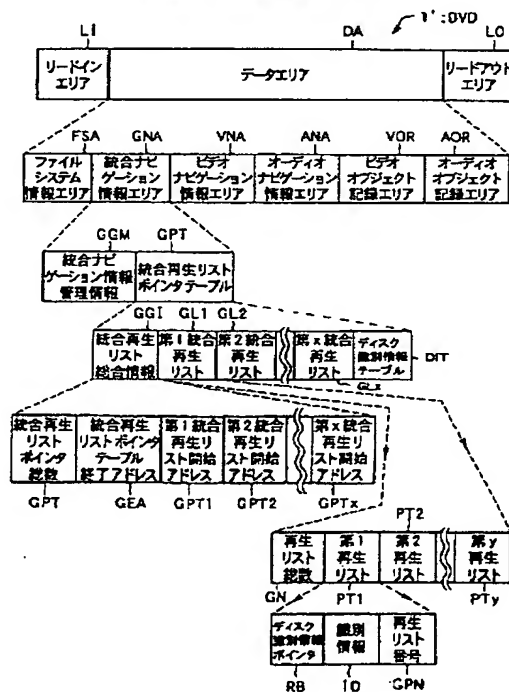 1':DVD
LI
DA
LO
リードイン
エリア
データエリア
リードアウト
エリア
FSA
GNA
VNA
ANA
VOR
AOR
ファイル
システム
情報エリア
統合ナビ
ゲーション
情報エリア
ビデオ
ナビゲーション
情報エリア
オーディオ
ナビゲーション
情報エリア
ビデオ
オブジェクト
記録エリア
オーディオ
オブジェクト
記録エリア
GGM
GPT
統合ナビ
ゲーション情報
管理情報
統合再生リスト
ポインタテーブル
GGI
GL1
GL2
統合再生
リスト
総合情報
第1統合
再生
リスト
第2統合
再生
リスト
第x統合
再生
リスト
ディスク
識別情報
テーブル
DIT
GLx
統合再生
リスト
ポインタ
総数
統合再生
リストポインタ
テーブル
終了アドレス
第1統合
再生リ
スト開始
アドレス
第2統合
再生リ
スト開始
アドレス
第x統合
再生リ
スト開始
アドレス
GPT
GEA
GPT1
GPT2
GPTx
PT2
再生
リスト
総数
第1
再生
リスト
第2
再生
リスト
第y
再生
リスト
GN
PT1
PTy
ディスク
識別情報
ポインタ
識別
情報
再生
リスト
番号
RB
ID
GPN